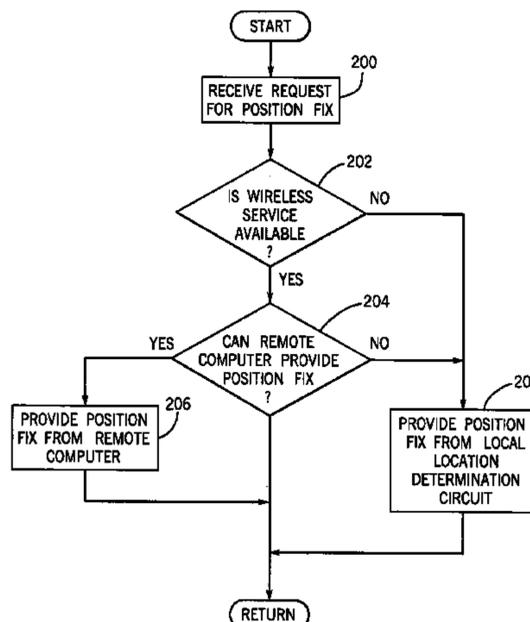 START
200
RECEIVE REQUEST
FOR POSITION FIX
202
IS WIRELESS
SERVICE
AVAILABLE
?
NO
YES
204
YES
CAN REMOTE
COMPUTER PROVIDE
POSITION FIX
?
NO
206
PROVIDE POSITION
FIX FROM REMOTE
COMPUTER
PROVIDE POSITION
FIX FROM LOCAL
LOCATION
DETERMINATION
CIRCUIT
RETURN